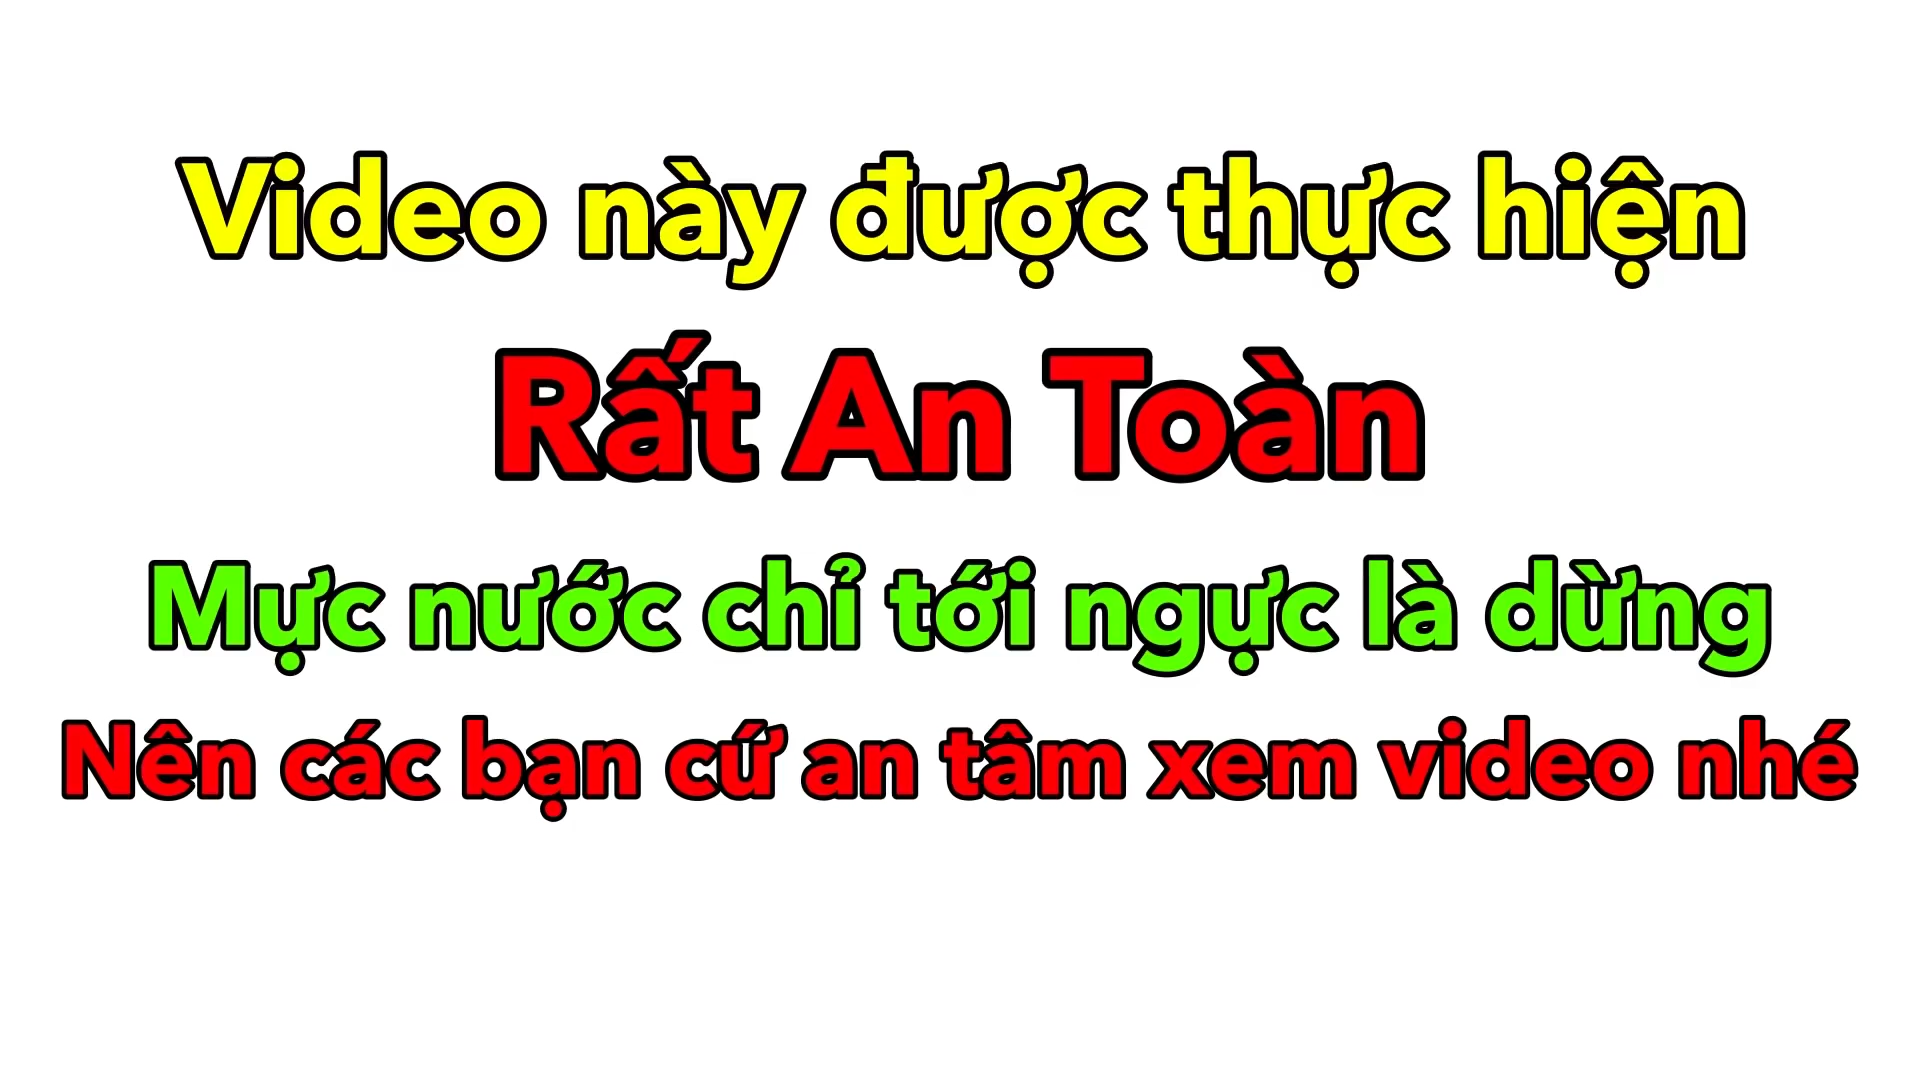 Video này được thực hiện
Rất An Toàn
Mực nước chỉ tới ngực là dừng
Nên các bạn cứ an tâm xem video nhé